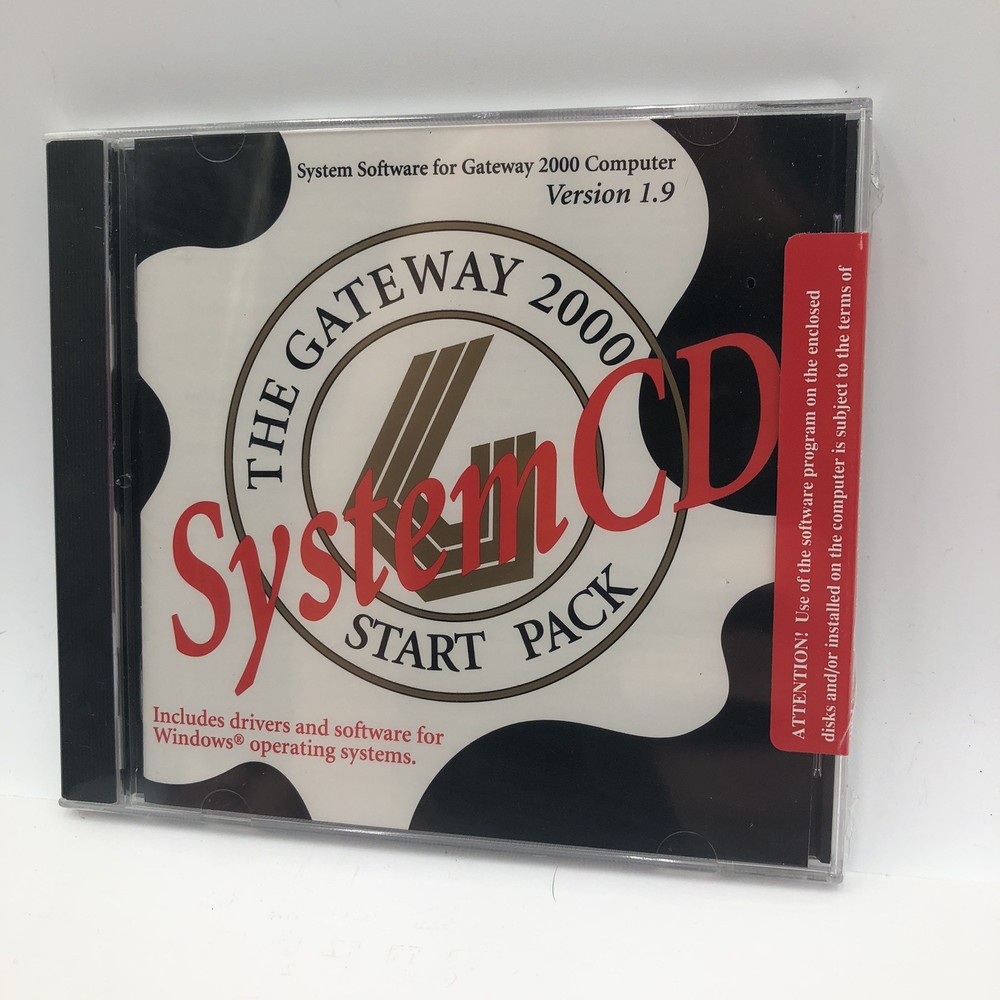 System Software for Gateway 2000 Computer
Version 1.9
THE GATEWAY 2000
System CD
START PACK
Includes drivers and software for
Windows® operating systems.
ATTENTION! Use of the software program on the enclosed
disks and/or installed on the computer is subject to the terms of